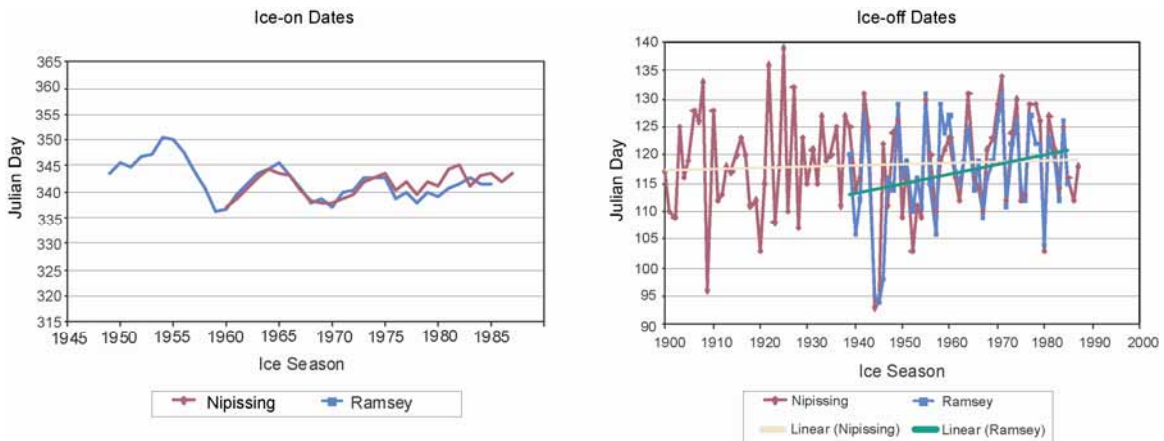 Ice-on Dates
Julian Day
365
360
355
350
345
340
335
330
325
320
315
1945 1950 1955 1960 1965 1970 1975 1980 1985
Ice Season
Nipissing Ramsey
Ice-off Dates
Julian Day
140
135
130
125
120
115
110
105
100
95
90
1900 1910 1920 1930 1940 1950 1960 1970 1980 1990 2000
Ice Season
Nipissing Ramsey
Linear (Nipissing) Linear (Ramsey)